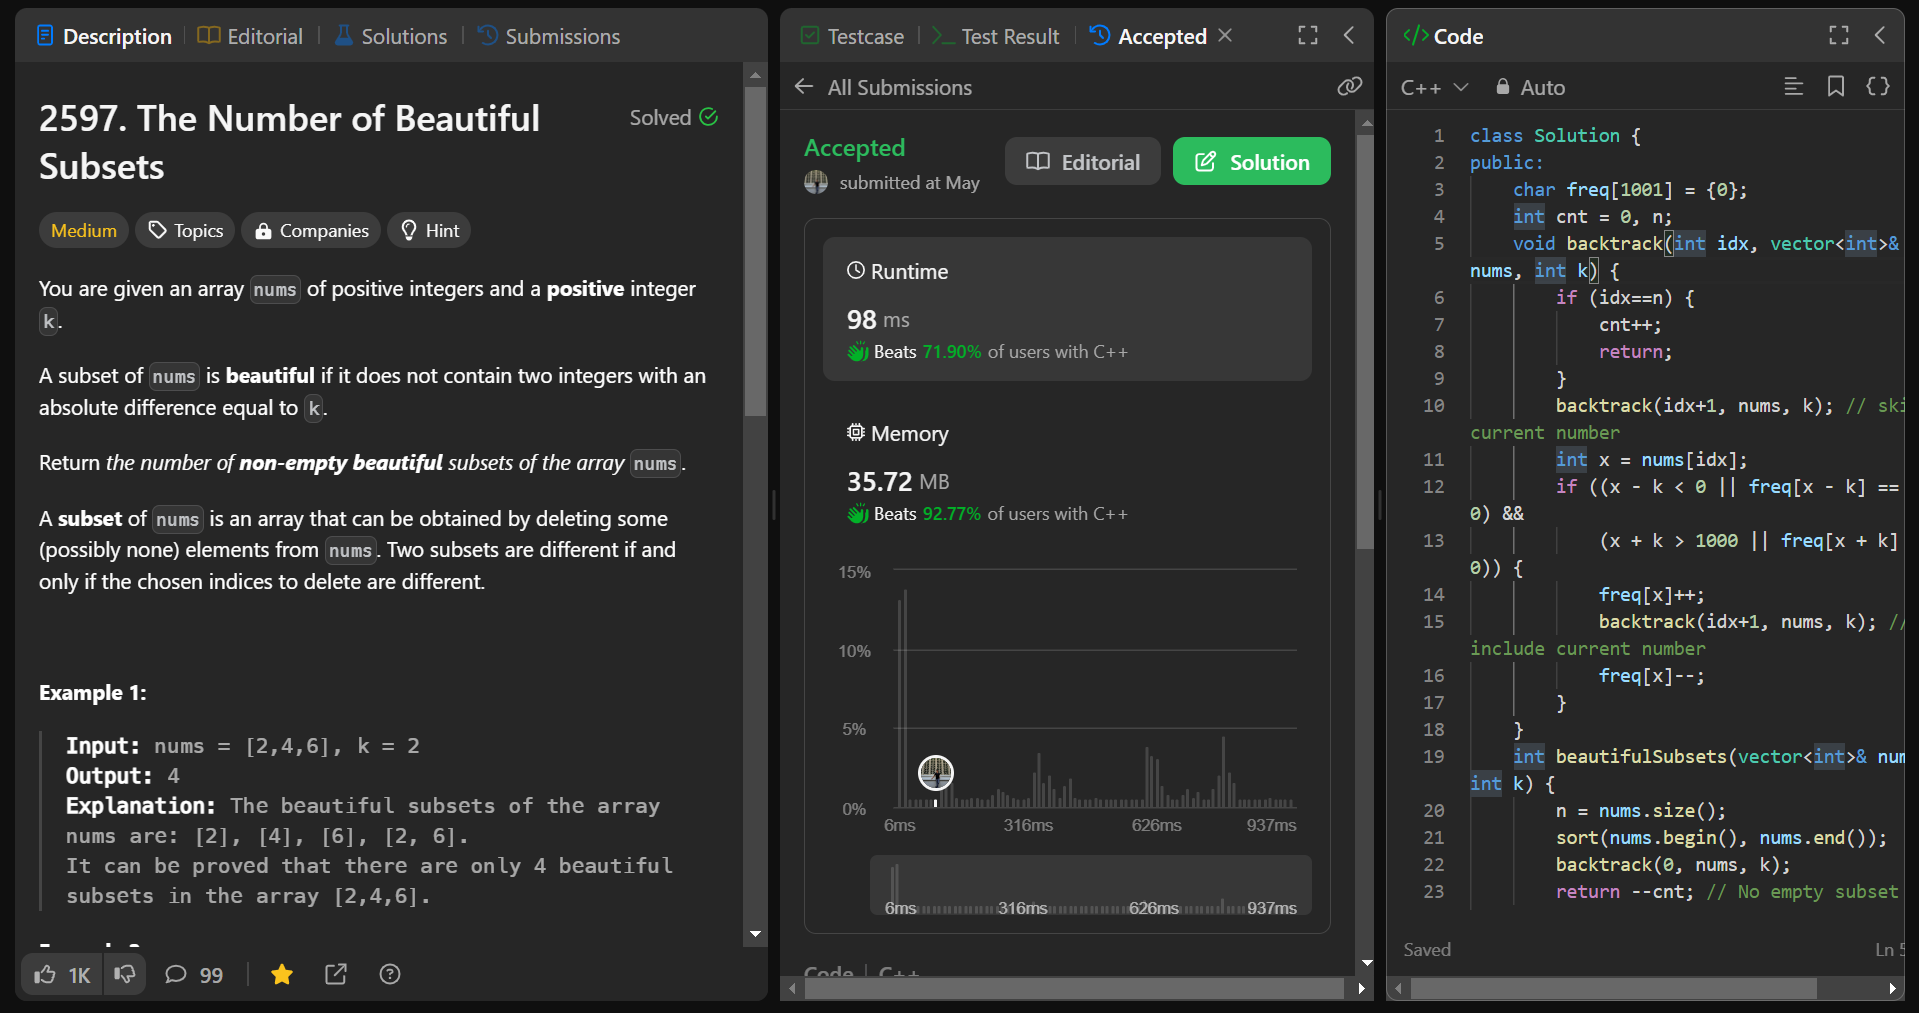 Description
Editorial
Solutions
Submissions
2597. The Number of Beautiful
Subsets
Solved
Medium
Topics
Companies
Hint
You are given an array nums of positive integers and a positive integer
k.
A subset of nums is beautiful if it does not contain two integers with an
absolute difference equal to k.
Return the number of non-empty beautiful subsets of the array nums.
A subset of nums is an array that can be obtained by deleting some
(possibly none) elements from nums. Two subsets are different if and
only if the chosen indices to delete are different.
Example 1:
Input: nums = [2,4,6], k = 2
Output: 4
Explanation: The beautiful subsets of the array
nums are: [2], [4], [6], [2, 6].
It can be proved that there are only 4 beautiful
subsets in the array [2,4,6].
1K
99
Testcase
Test Result
Accepted
All Submissions
Accepted
submitted at May
Editorial
Solution
Runtime
98 ms
Beats 71.90% of users with C++
Memory
35.72 MB
Beats 92.77% of users with C++
15%
10%
5%
0%
6ms
316ms
626ms
937ms
6ms
316ms
626ms
937ms
Code
C++
</> Code
C++
Auto
1 class Solution {
2 public:
3 char freq[1001] = {0};
4 int cnt = 0, n;
5 void backtrack(int idx, vector<int>&
nums, int k) {
6 if (idx==n) {
7 cnt++;
8 return;
9 }
10 backtrack(idx+1, nums, k); // ski
current number
11 int x = nums[idx];
12 if ((x - k < 0 || freq[x - k] ==
0) &&
13 (x + k > 1000 || freq[x + k]
0)) {
14 freq[x]++;
15 backtrack(idx+1, nums, k); //
include current number
16 freq[x]--;
17 }
18 }
19 int beautifulSubsets(vector<int>& num
int k) {
20 n = nums.size();
21 sort(nums.begin(), nums.end());
22 backtrack(0, nums, k);
23 return --cnt; // No empty subset
Saved
Ln 5